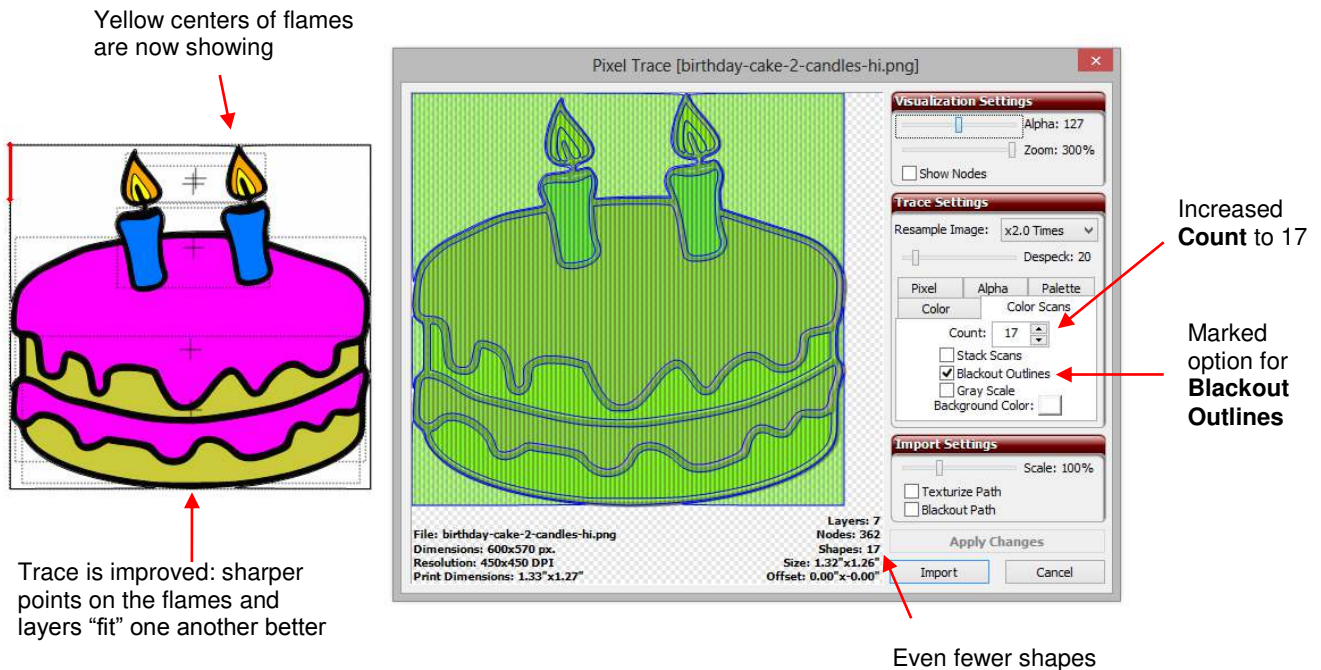 Yellow centers of flames
are now showing
Pixel Trace [birthday-cake-2-candles-hi.png]
Visualization Settings
Alpha: 127
Zoom: 300%
Show Nodes
Trace Settings
Resample Image: x2.0 Times
Despeck: 20
Pixel Alpha Palette
Color Color Scans
Count: 17
Stack Scans
Blackout Outlines
Gray Scale
Background Color:
Import Settings
Scale: 100%
Texturize Path
Blackout Path
Apply Changes
Import Cancel
File: birthday-cake-2-candles-hi.png
Dimensions: 600x570 px.
Resolution: 450x450 DPI
Print Dimensions: 1.33"x1.27"
Layers: 7
Nodes: 362
Shapes: 17
Size: 1.32"x1.26"
Offset: 0.00"x-0.00"
Increased
Count to 17
Marked
option for
Blackout
Outlines
Trace is improved: sharper
points on the flames and
layers “fit” one another better
Even fewer shapes